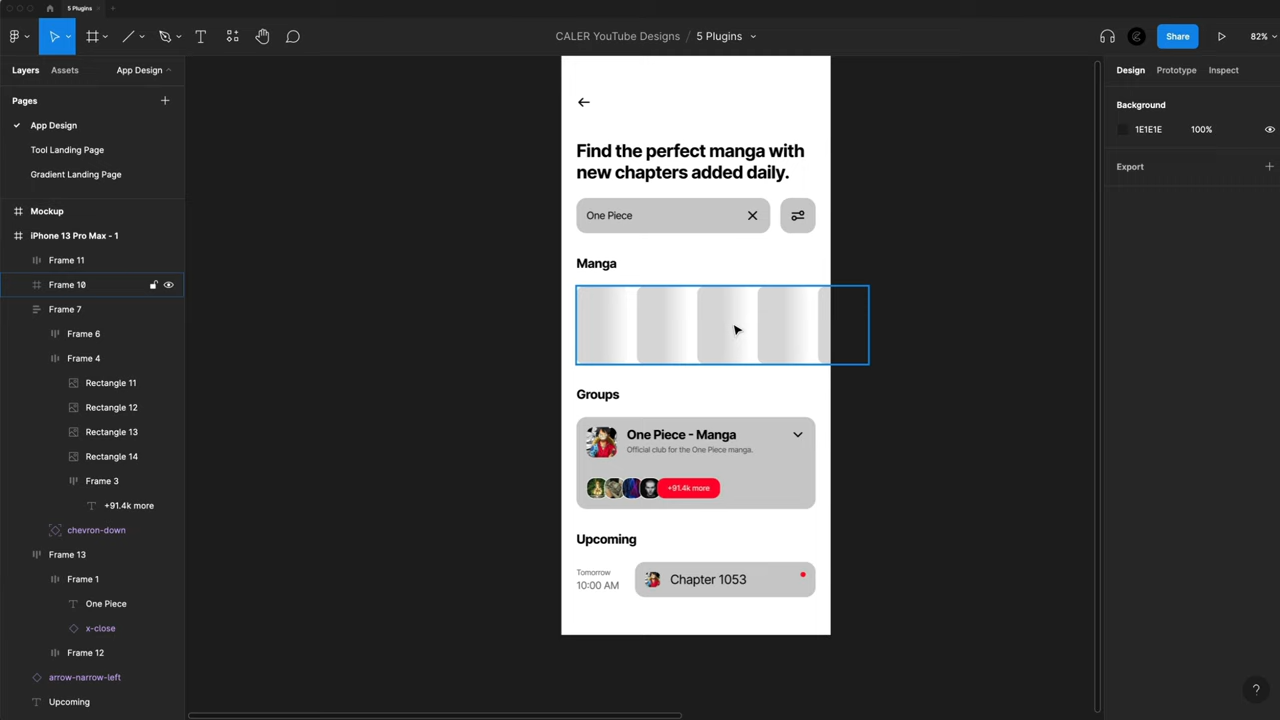 5 Plugins
CALER YouTube Designs / 5 Plugins
Share
82%
Layers
Assets
App Design
Pages
App Design
Tool Landing Page
Gradient Landing Page
Mockup
iPhone 13 Pro Max - 1
Frame 11
Frame 10
Frame 7
Frame 6
Frame 4
Rectangle 11
Rectangle 12
Rectangle 13
Rectangle 14
Frame 3
+91.4k more
chevron-down
Frame 13
Frame 1
One Piece
x-close
Frame 12
arrow-narrow-left
Upcoming
Find the perfect manga with
new chapters added daily.
One Piece
Manga
Groups
One Piece - Manga
Official club for the One Piece manga.
+91.4k more
Upcoming
Tomorrow
10:00 AM
Chapter 1053
Design
Prototype
Inspect
Background
1E1E1E
100%
Export
?